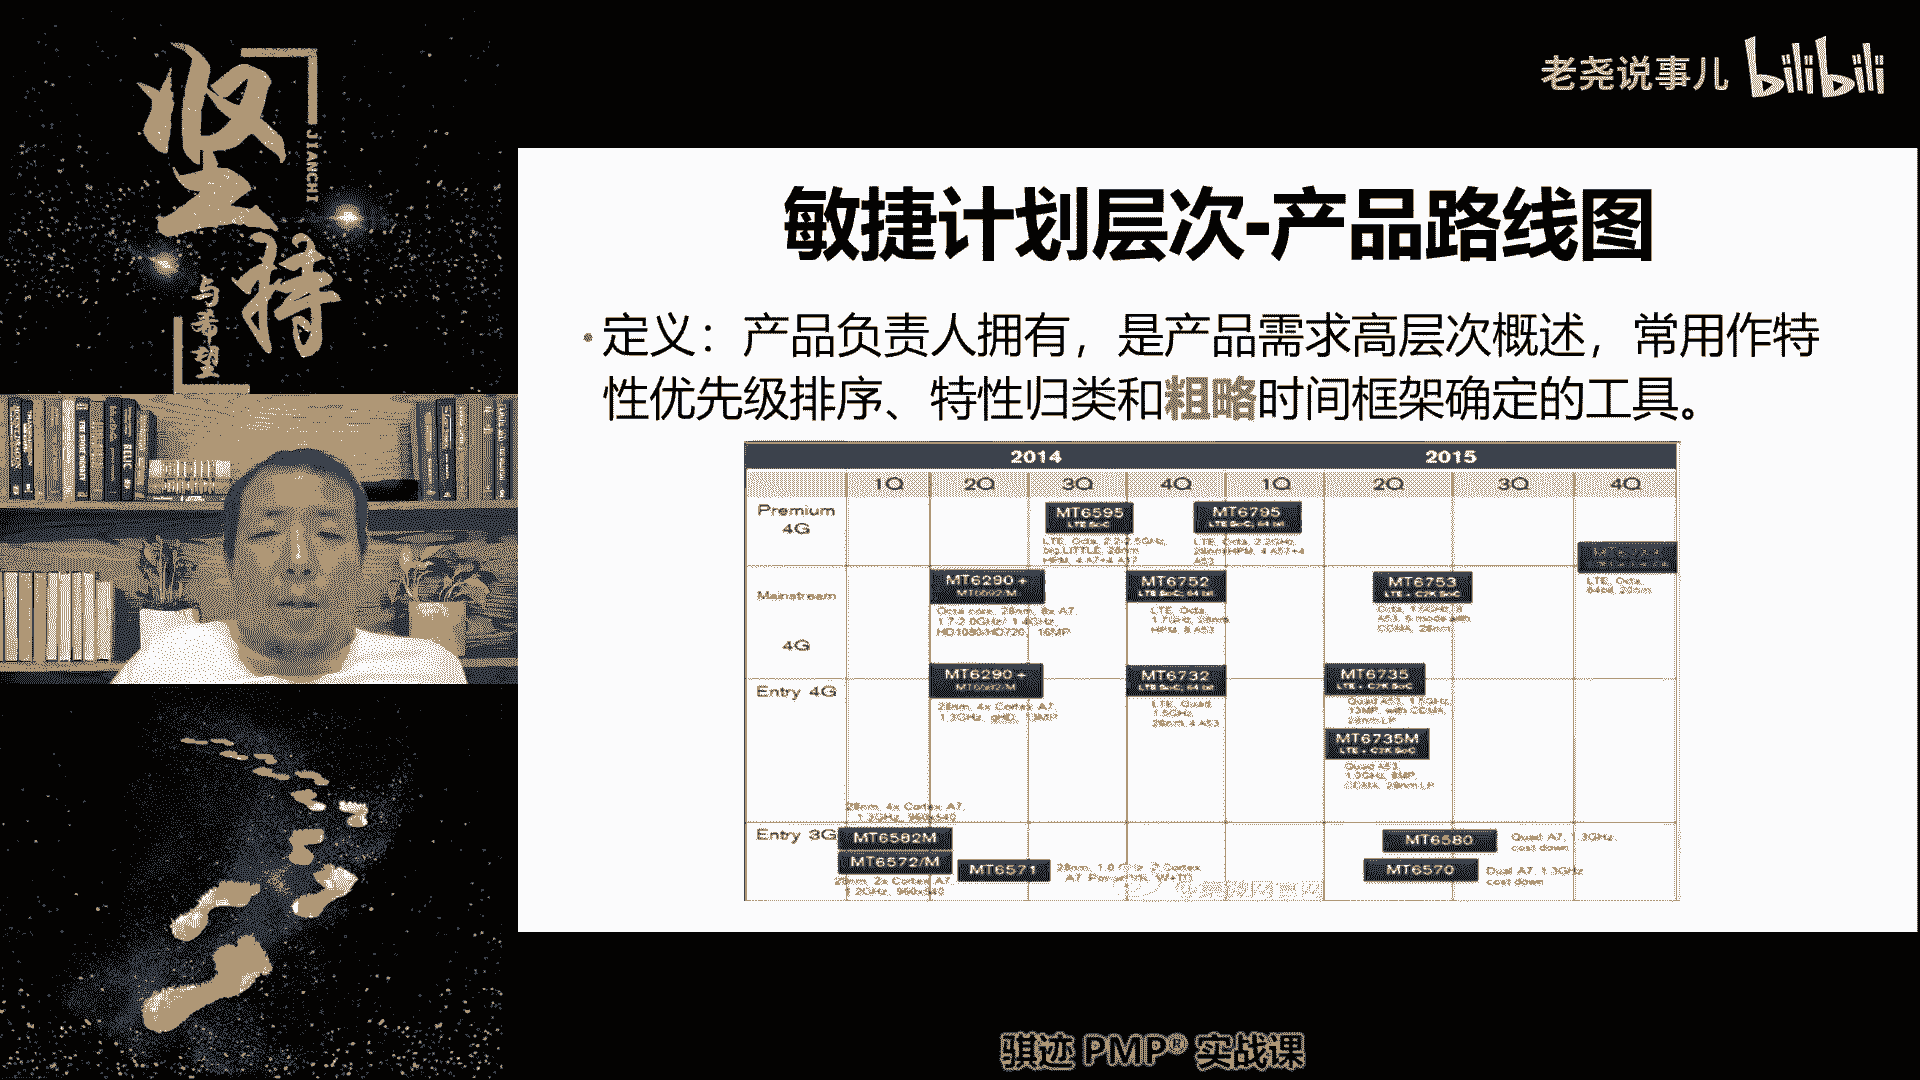 坚持
JIANCHI
与希望
老尧说事儿 bilibili
敏捷计划层次-产品路线图
•定义：产品负责人拥有，是产品需求高层次概述，常用作特
性优先级排序、特性归类和粗略时间框架确定的工具。
2014 2015
1Q 2Q 3Q 4Q 1Q 2Q 3Q 4Q
Premium
4G
MT6595
LTE SoC
LTE, Octa, 2.2-2.5GHz,
big.LITTLE, 28nm
HPM, 4 A17+4 A7
MT6795
LTE SoC, 64 bit
LTE, Octa, 2.2GHz,
28nmHPM, 4 A57+4
A53
LTE, Octa,
64bit, 20nm
Mainstream
4G
MT6290 +
MT6592/M
Octa core, 28nm, 8x A7,
1.7-2.0GHz/ 1.4GHz,
HD1080/HD720, 16MP
MT6752
LTE SoC, 64 bit
LTE, Octa,
1.7GHz, 28nm
HPM, 8 A53
MT6753
LTE + C2K SoC
Octa, 1.5GHz, 8
A53, 6 mode with
CDMA, 28nm
Entry 4G
MT6290 +
MT6582/M
28nm, 4x Cortex A7,
1.3GHz, qHD, 13MP
MT6732
LTE SoC, 64 bit
LTE, Quad,
1.5GHz,
28nm, 4 A53
MT6735
LTE + C2K SoC
Quad A53, 1.5GHz,
13MP, with CDMA,
28nm LP
MT6735M
LTE + C2K SoC
Quad A53,
1.0GHz, 8MP,
CDMA, 28nm LP
Entry 3G
28nm, 4x Cortex A7,
1.3GHz, 960x540
MT6582M
MT6572/M
28nm, 2x Cortex A7,
1.2GHz, 960x540
MT6571
28nm, 2 Cortex
A7
MT6580
Quad A7, 1.3GHz,
cost down
MT6570
Dual A7, 1.3GHz
cost down
骐迹 PMP® 实战课